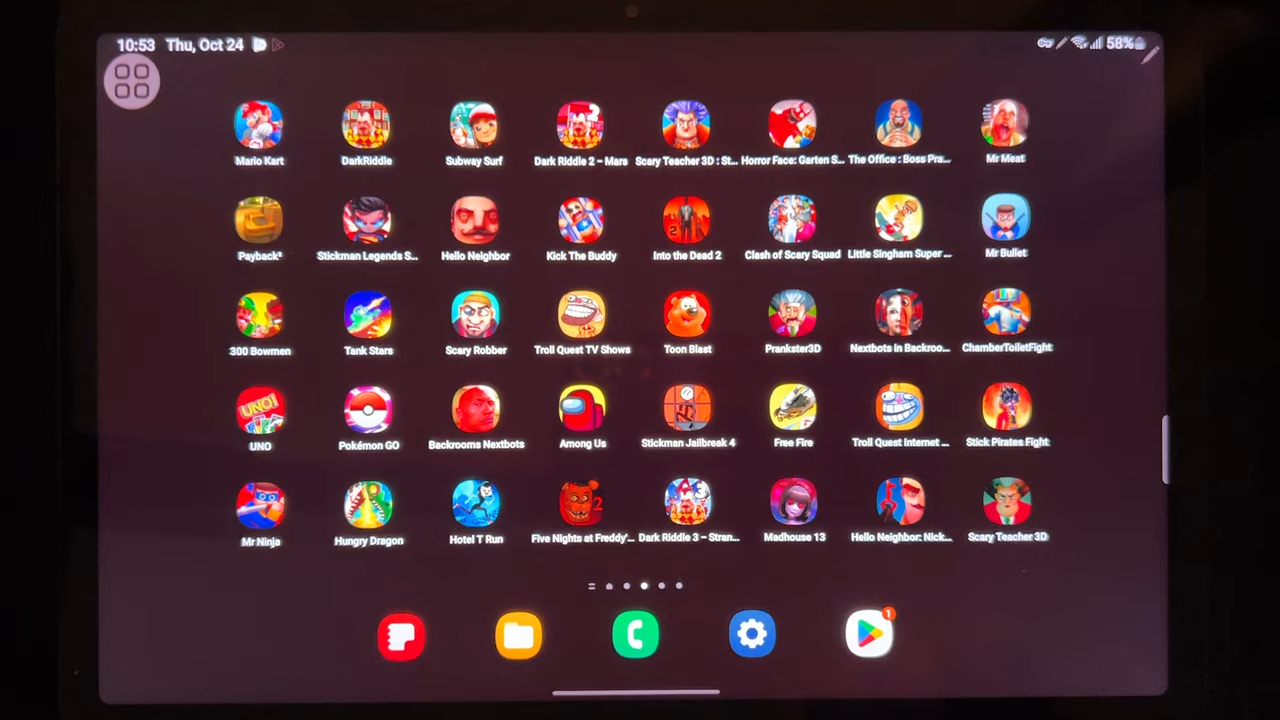 10:53 Thu, Oct 24 58%
Mario Kart DarkRiddle Subway Surf Dark Riddle 2 – Mars Scary Teacher 3D : St... Horror Face: Garten S... The Office : Boss Pra... Mr Meat
Payback² Stickman Legends S... Hello Neighbor Kick The Buddy Into the Dead 2 Clash of Scary Squad Little Singham Super ... Mr Bullet
300 Bowmen Tank Stars Scary Robber Troll Quest TV Shows Toon Blast Prankster3D Nextbots In Backroo... ChamberToiletFight
UNO Pokémon GO Backrooms Nextbots Among Us Stickman Jailbreak 4 Free Fire Troll Quest Internet ... Stick Pirates Fight
Mr Ninja Hungry Dragon Hotel T Run Five Nights at Freddy'... Dark Riddle 3 – Stran... Madhouse 13 Hello Neighbor: Nick... Scary Teacher 3D
1